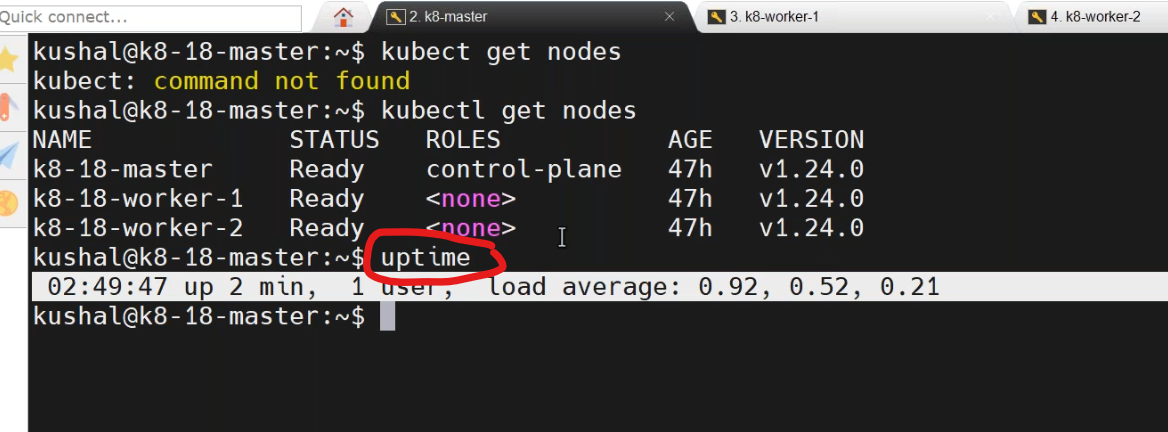 Quick connect...
2. k8-master
3. k8-worker-1
4. k8-worker-2
kushal@k8-18-master:~$ kubect get nodes
kubect: command not found
kushal@k8-18-master:~$ kubectl get nodes
NAME STATUS ROLES AGE VERSION
k8-18-master Ready control-plane 47h v1.24.0
k8-18-worker-1 Ready <none> 47h v1.24.0
k8-18-worker-2 Ready <none> 47h v1.24.0
kushal@k8-18-master:~$ uptime
02:49:47 up 2 min, 1 user, load average: 0.92, 0.52, 0.21
kushal@k8-18-master:~$